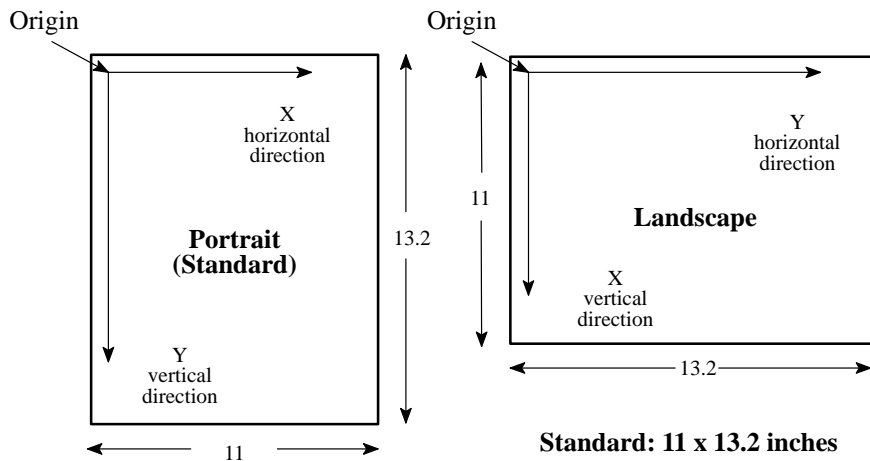 Origin
X
horizontal
direction
Portrait
(Standard)
13.2
Y
vertical
direction
11
Origin
Y
horizontal
direction
11
Landscape
X
vertical
direction
13.2
Standard: 11 x 13.2 inches